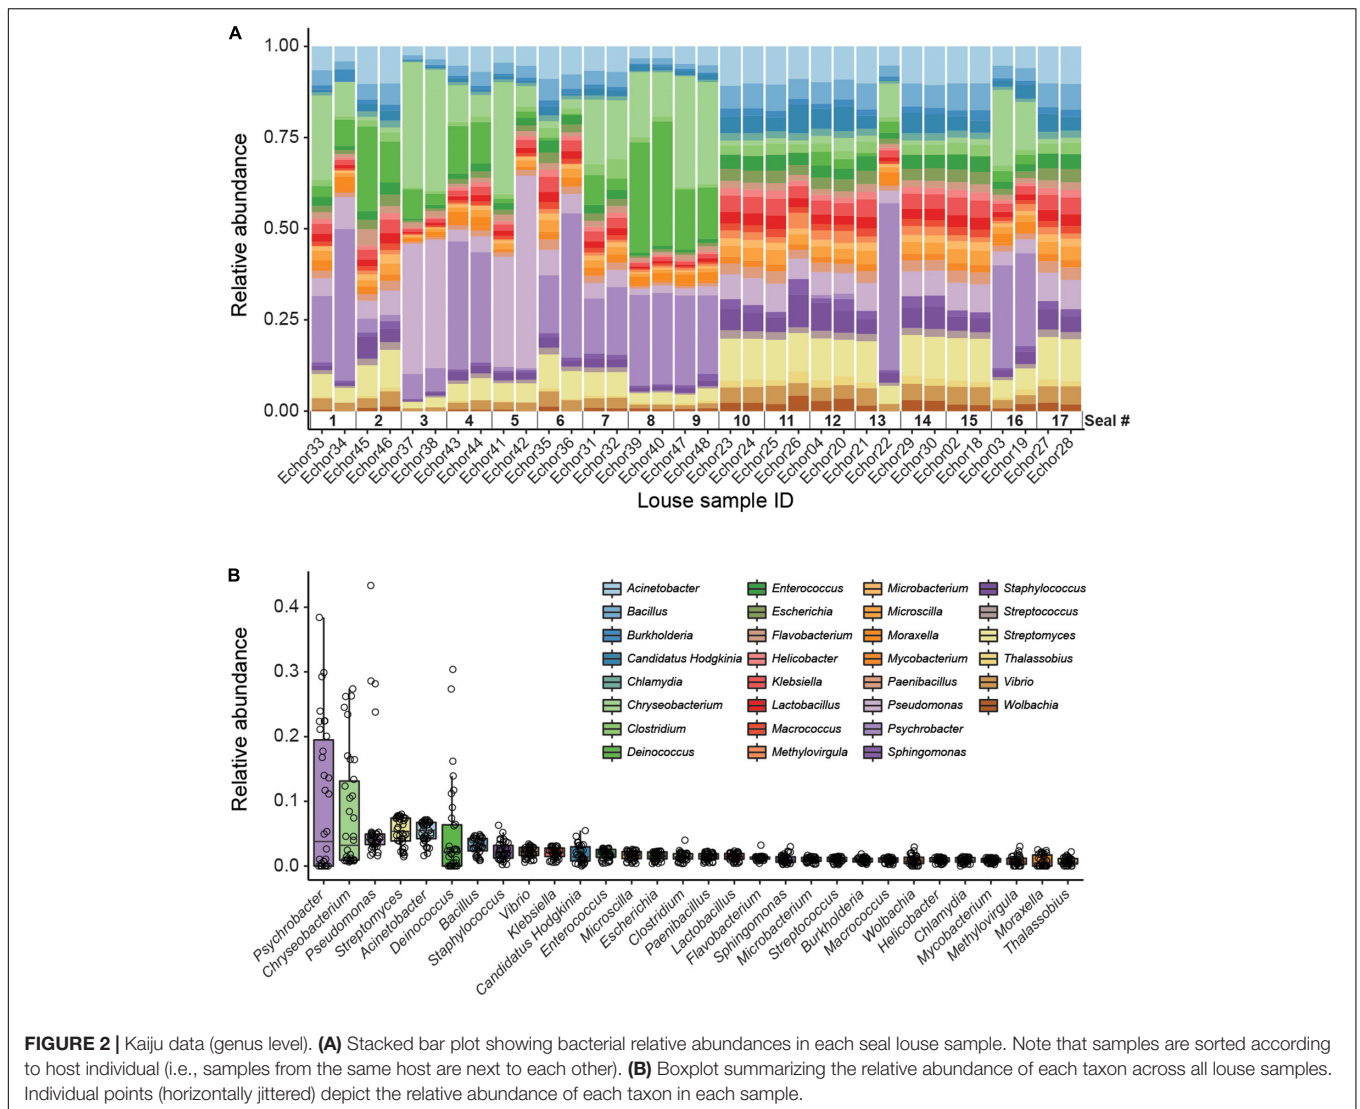 A
1.00
0.75
0.50
0.25
0.00
Relative abundance
1 2 3 4 5 6 7 8 9 10 11 12 13 14 15 16 17 Seal #
Echor33 Echor34 Echor45 Echor46 Echor37 Echor38 Echor43 Echor44 Echor41 Echor42 Echor35 Echor36 Echor31 Echor32 Echor39 Echor40 Echor47 Echor48 Echor23 Echor24 Echor25 Echor26 Echor04 Echor20 Echor21 Echor22 Echor29 Echor30 Echor02 Echor18 Echor03 Echor19 Echor27 Echor28
Louse sample ID
B
0.4
0.3
0.2
0.1
0.0
Relative abundance
Acinetobacter Enterococcus Microbacterium Staphylococcus
Bacillus Escherichia Microscilla Streptococcus
Burkholderia Flavobacterium Moraxella Streptomyces
Candidatus Hodgkinia Helicobacter Mycobacterium Thalassobius
Chlamydia Klebsiella Paenibacillus Vibrio
Chryseobacterium Lactobacillus Pseudomonas Wolbachia
Clostridium Macrococcus Psychrobacter
Deinococcus Methylovirgula Sphingomonas
Psychrobacter Chryseobacterium Pseudomonas Streptomyces Acinetobacter Deinococcus Bacillus Staphylococcus Vibrio Klebsiella Candidatus Hodgkinia Enterococcus Microscilla Escherichia Clostridium Paenibacillus Lactobacillus Flavobacterium Sphingomonas Microbacterium Streptococcus Burkholderia Macrococcus Wolbachia Helicobacter Chlamydia Mycobacterium Methylovirgula Moraxella Thalassobius
FIGURE 2 | Kaiju data (genus level). (A) Stacked bar plot showing bacterial relative abundances in each seal louse sample. Note that samples are sorted according
to host individual (i.e., samples from the same host are next to each other). (B) Boxplot summarizing the relative abundance of each taxon across all louse samples.
Individual points (horizontally jittered) depict the relative abundance of each taxon in each sample.